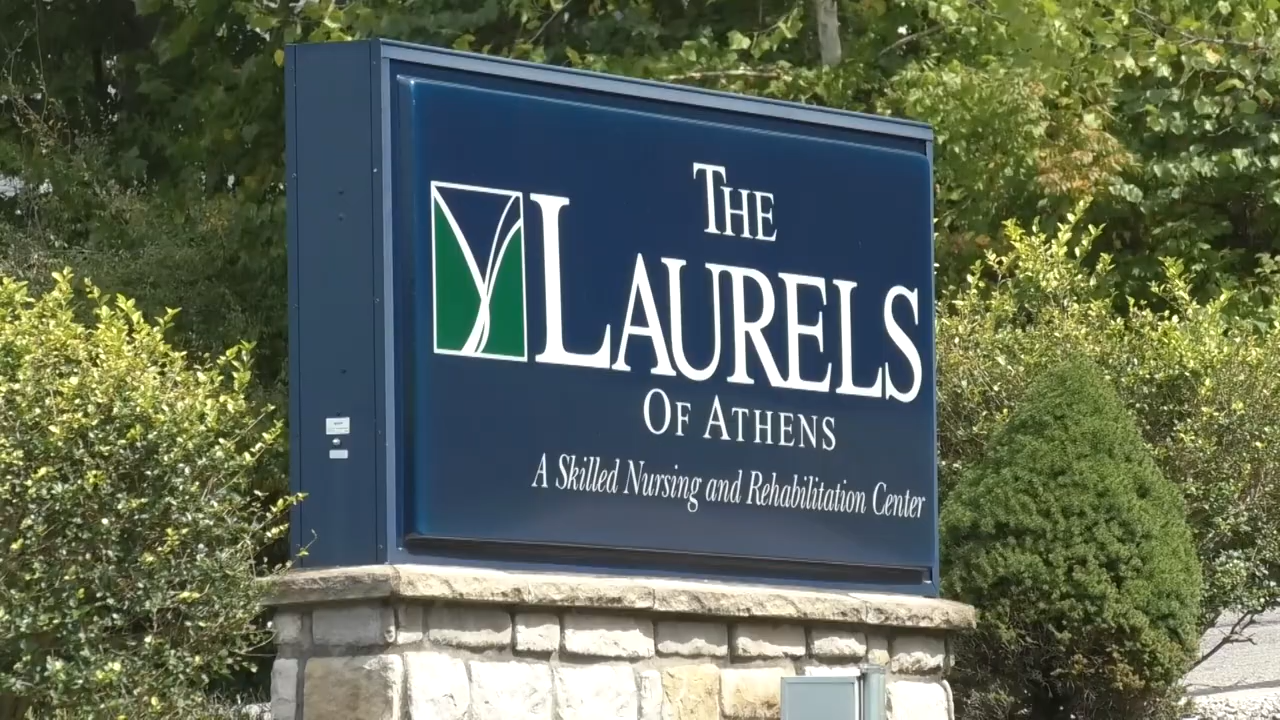 THE
LAURELS
OF ATHENS
A Skilled Nursing and Rehabilitation Center